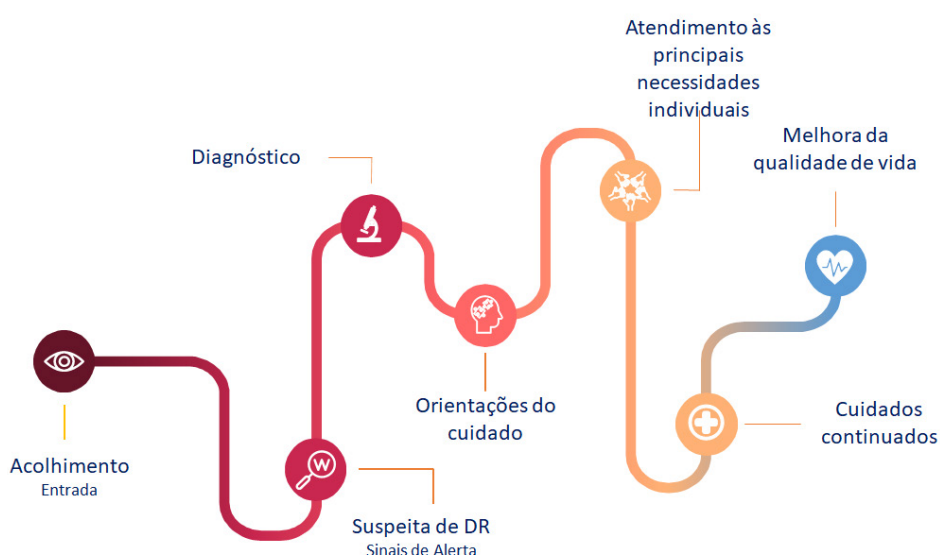 Acolhimento
Entrada
W
Suspeita de DR
Sinais de Alerta
Diagnóstico
Orientações do
cuidado
Atendimento às
principais
necessidades
individuais
Cuidados
continuados
Melhora da
qualidade de vida